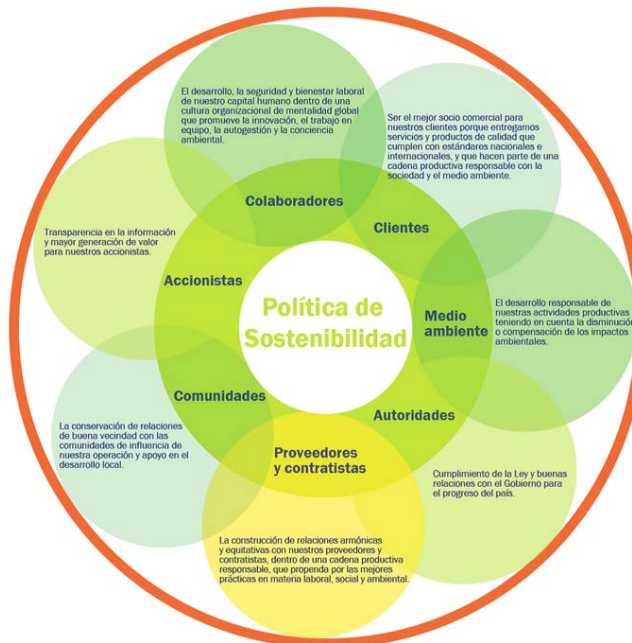 Política de
Sostenibilidad
Colaboradores
El desarrollo, la seguridad y bienestar laboral
de nuestro capital humano dentro de una
cultura organizacional de mentalidad global
que promueve la innovación, el trabajo en
equipo, la autogestión y la conciencia
ambiental.
Clientes
Ser el mejor socio comercial para
nuestros clientes porque entregamos
servicios y productos de calidad que
cumplen con estándares nacionales e
internacionales, y que hacen parte de una
cadena productiva responsable con la
sociedad y el medio ambiente.
Medio
ambiente
El desarrollo responsable de
nuestras actividades productivas
teniendo en cuenta la disminución
o compensación de los impactos
ambientales.
Autoridades
Cumplimiento de la Ley y buenas
relaciones con el Gobierno para
el progreso del país.
Proveedores
y contratistas
La construcción de relaciones armónicas
y equitativas con nuestros proveedores y
contratistas, dentro de una cadena productiva
responsable, que propenda por las mejores
prácticas en materia laboral, social y ambiental.
Comunidades
La conservación de relaciones
de buena vecindad con las
comunidades de influencia de
nuestra operación y apoyo en el
desarrollo local.
Accionistas
Transparencia en la información
y mayor generación de valor
para nuestros accionistas.